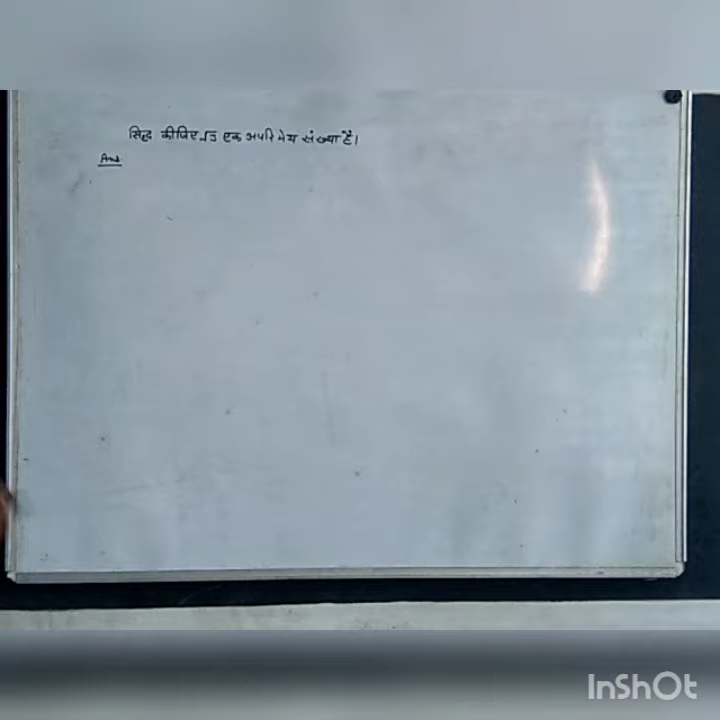 सिद्ध कीजिए √3 एक अपरिमेय संख्या है।
Ans
InShOt